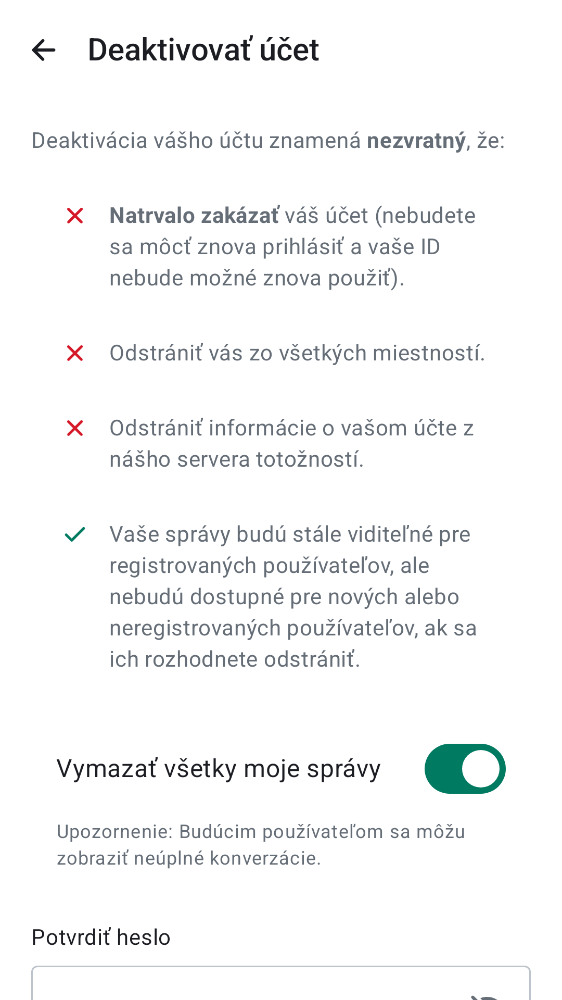 Deaktivovať účet
Deaktivácia vášho účtu znamená nezvratný, že:
Natrvalo zakázať váš účet (nebudete
sa môcť znova prihlásiť a vaše ID
nebude možné znova použiť).
Odstrániť vás zo všetkých miestností.
Odstrániť informácie o vašom účte z
nášho servera totožností.
Vaše správy budú stále viditeľné pre
registrovaných používateľov, ale
nebudú dostupné pre nových alebo
neregistrovaných používateľov, ak sa
ich rozhodnete odstrániť.
Vymazať všetky moje správy
Upozornenie: Budúcim používateľom sa môžu
zobraziť neúplné konverzácie.
Potvrdiť heslo